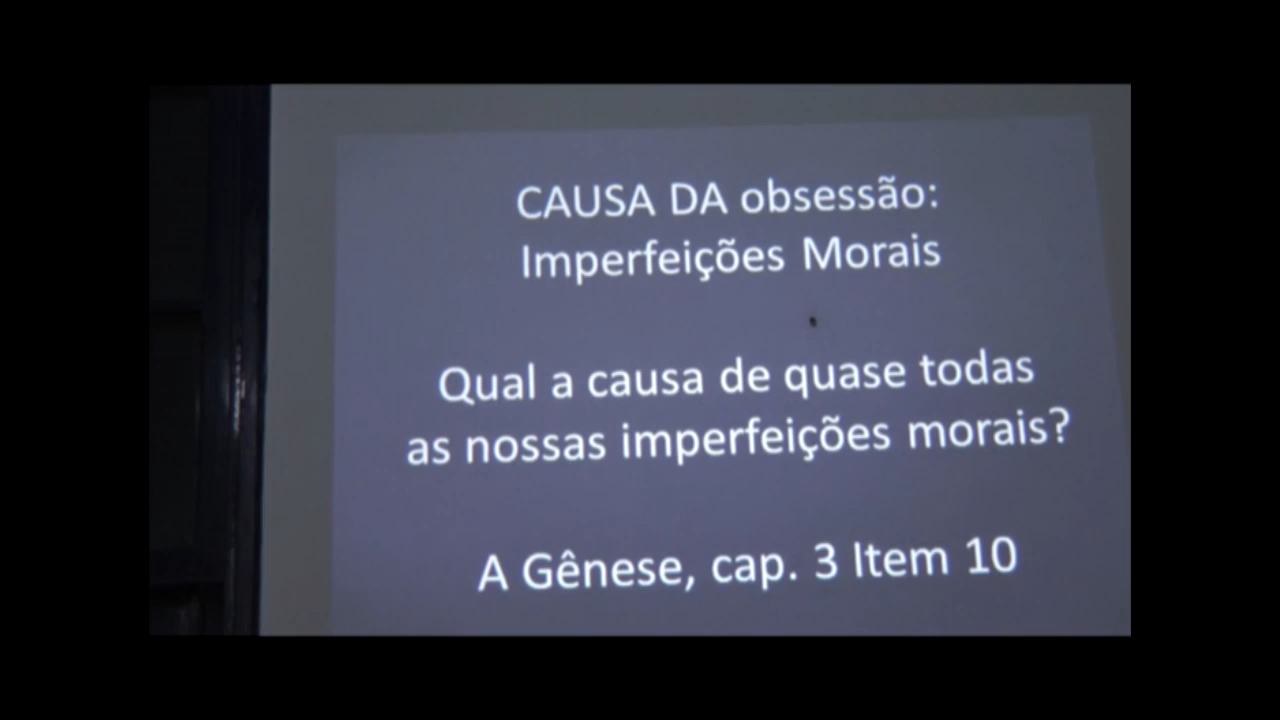 CAUSA DA obsessão:
Imperfeições Morais
Qual a causa de quase todas
as nossas imperfeições morais?
A Gênese, cap. 3 Item 10